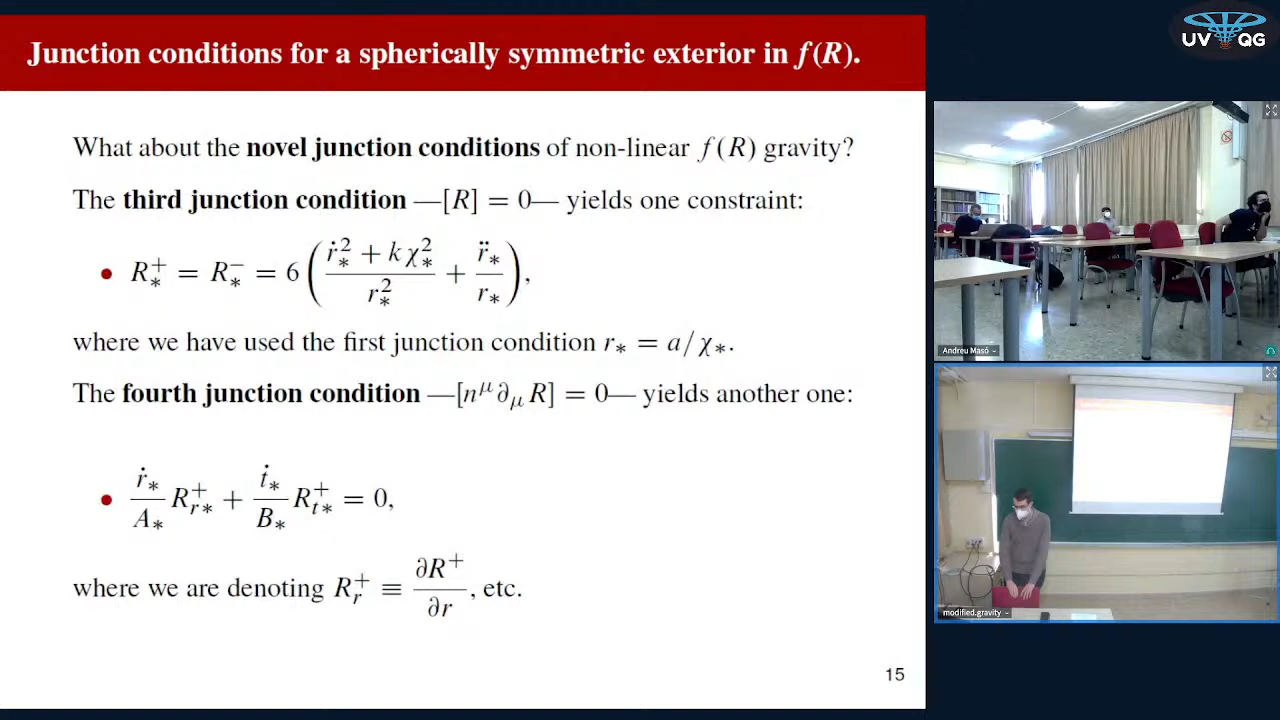 Junction conditions for a spherically symmetric exterior in f(R).
What about the novel junction conditions of non-linear f(R) gravity?
The third junction condition —[R] = 0— yields one constraint:
• R₊* = R₋* = 6 ( (ṙ*² + kχ*²) / r*² + r̈* / r* ),
where we have used the first junction condition r* = a/χ*.
The fourth junction condition —[n^μ ∂_μ R] = 0— yields another one:
• (ṙ* / A*) R⁺_{r*} + (ṫ* / B*) R⁺_{t*} = 0,
where we are denoting R⁺_r ≡ ∂R⁺ / ∂r, etc.
15
UV QG
Andreu Masó
modified.gravity